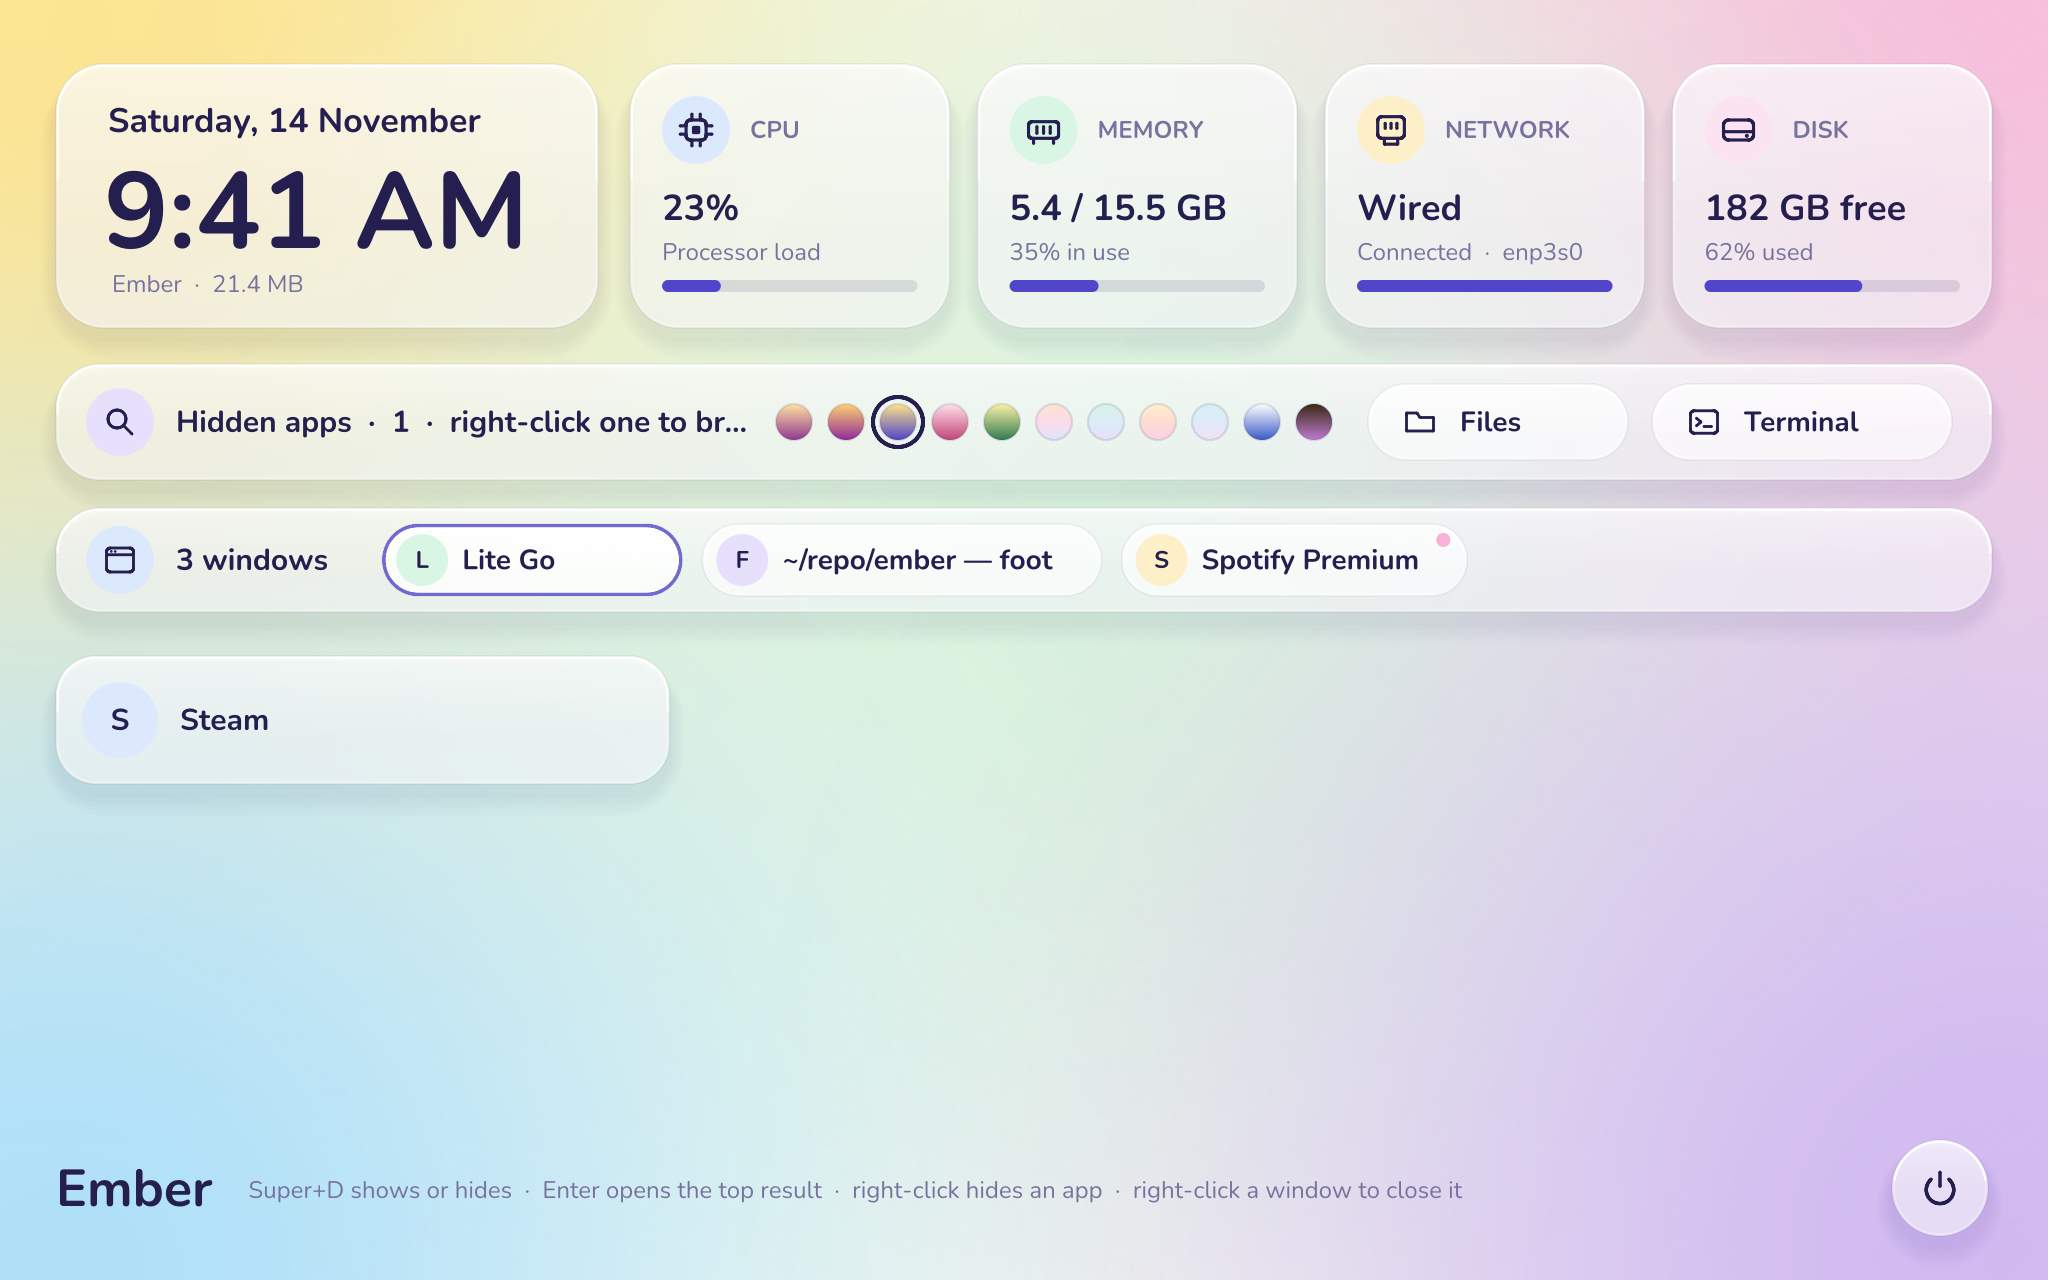 Saturday, 14 November
9:41 AM
Ember · 21.4 MB
CPU
23%
Processor load
MEMORY
5.4 / 15.5 GB
35% in use
NETWORK
Wired
Connected · enp3s0
DISK
182 GB free
62% used
Hidden apps · 1 · right-click one to br...
Files
Terminal
3 windows
L Lite Go
F ~/repo/ember — foot
S Spotify Premium
S Steam
Ember
Super+D shows or hides · Enter opens the top result · right-click hides an app · right-click a window to close it